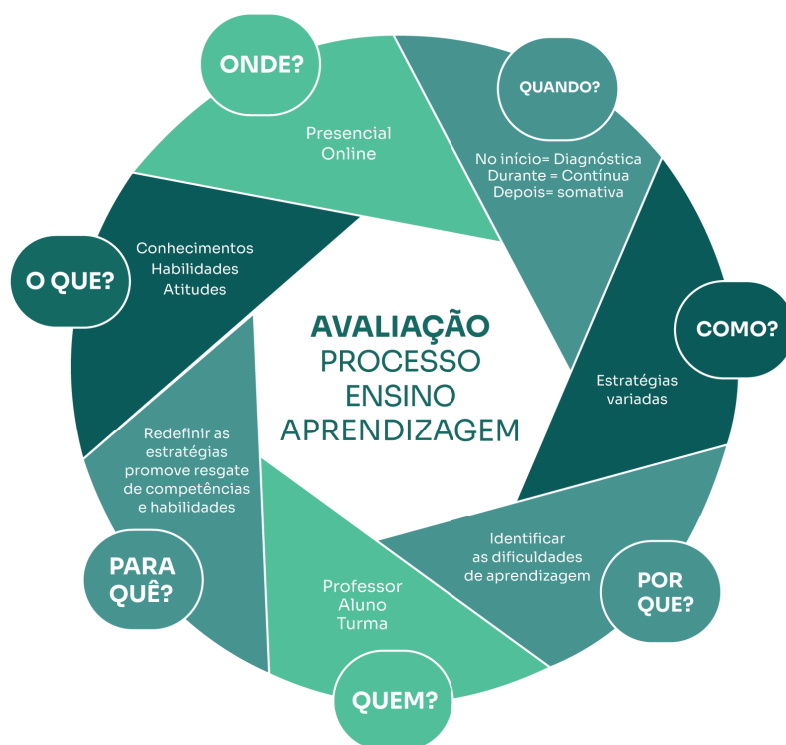 ONDE?
Presencial
Online
QUANDO?
No início= Diagnóstica
Durante = Contínua
Depois= somativa
COMO?
Estratégias
variadas
POR
QUE?
Identificar
as dificuldades
de aprendizagem
QUEM?
Professor
Aluno
Turma
PARA
QUÊ?
Redefinir as
estratégias
promove resgate
de competências
e habilidades
O QUE?
Conhecimentos
Habilidades
Atitudes
AVALIAÇÃO
PROCESSO
ENSINO
APRENDIZAGEM